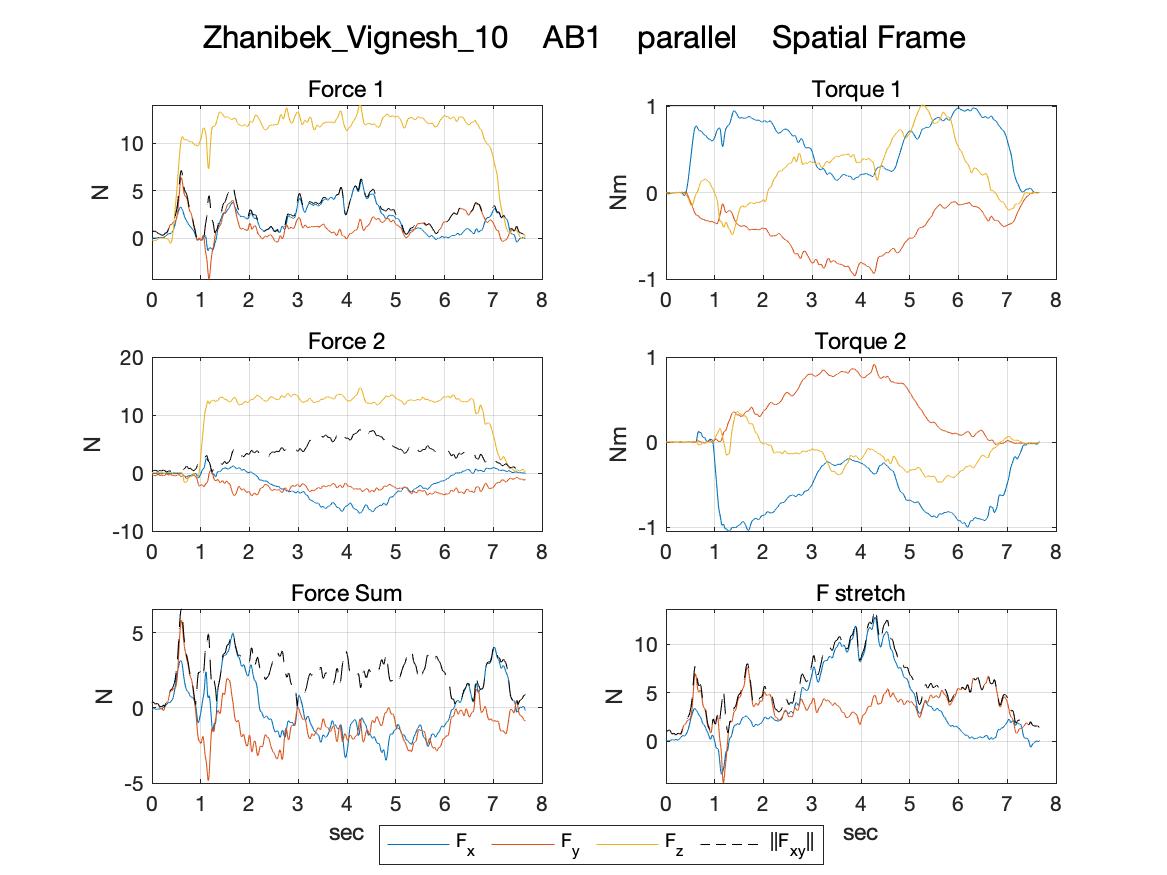 Zhanibek_Vignesh_10 AB1 parallel Spatial Frame
Force 1
N
10
5
0
0 1 2 3 4 5 6 7 8
Torque 1
Nm
1
0
-1
0 1 2 3 4 5 6 7 8
Force 2
N
20
10
0
-10
0 1 2 3 4 5 6 7 8
Torque 2
Nm
1
0
-1
0 1 2 3 4 5 6 7 8
Force Sum
N
5
0
-5
0 1 2 3 4 5 6 7 8
sec
F stretch
N
10
5
0
0 1 2 3 4 5 6 7 8
sec
F_x F_y F_z ||F_xy||